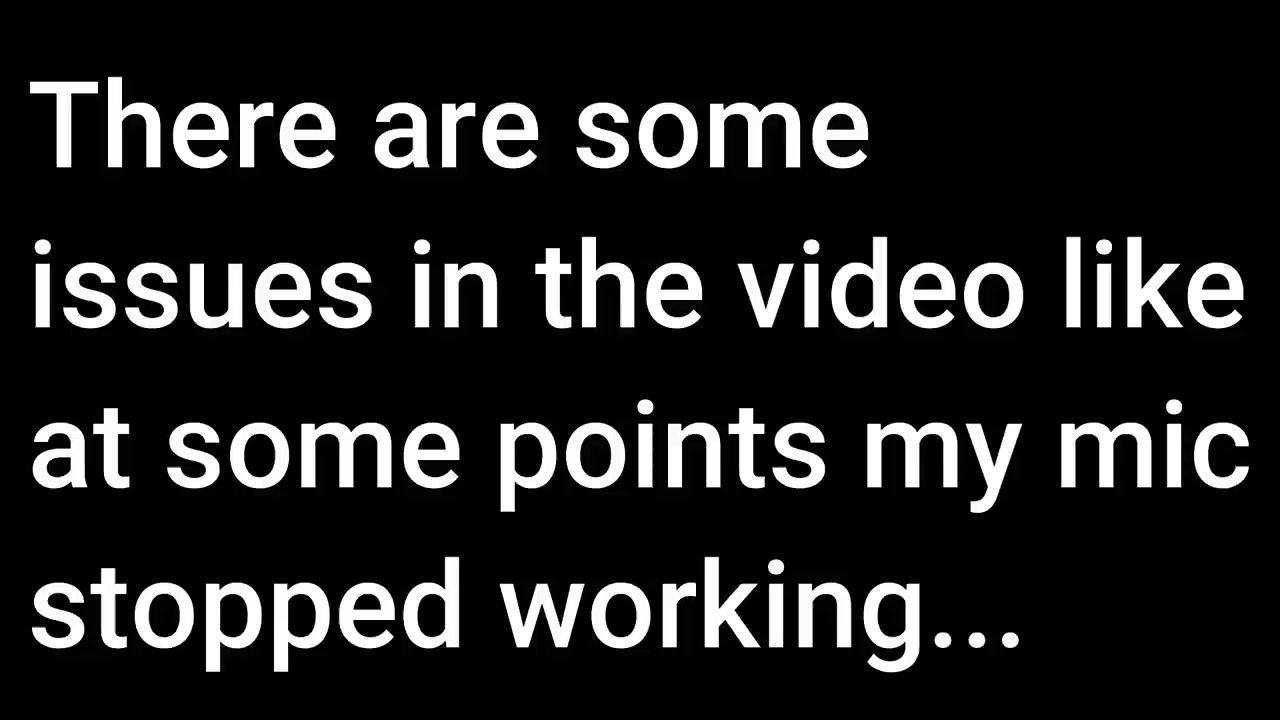 There are some
issues in the video like
at some points my mic
stopped working...